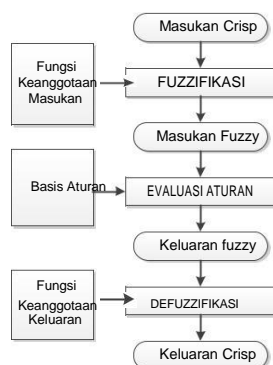 Masukan Crisp
Fungsi
Keanggotaan
Masukan
FUZZIFIKASI
Masukan Fuzzy
Basis Aturan
EVALUASI ATURAN
Keluaran fuzzy
Fungsi
Keanggotaan
Keluaran
DEFUZZIFIKASI
Keluaran Crisp